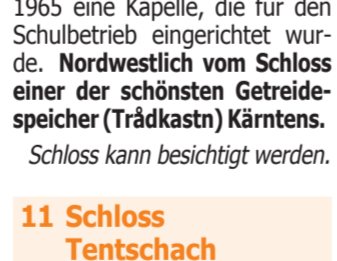 1965 eine Kapelle, die für den
Schulbetrieb eingerichtet wur-
de. Nordwestlich vom Schloss
einer der schönsten Getreide-
speicher (Trådkastn) Kärntens.
Schloss kann besichtigt werden.
11 Schloss
Tentschach